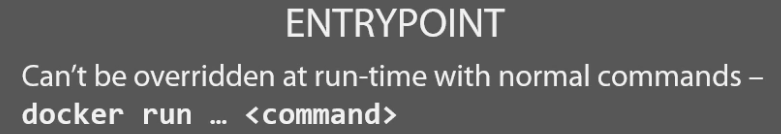 ENTRYPOINT
Can’t be overridden at run-time with normal commands –
docker run … <command>